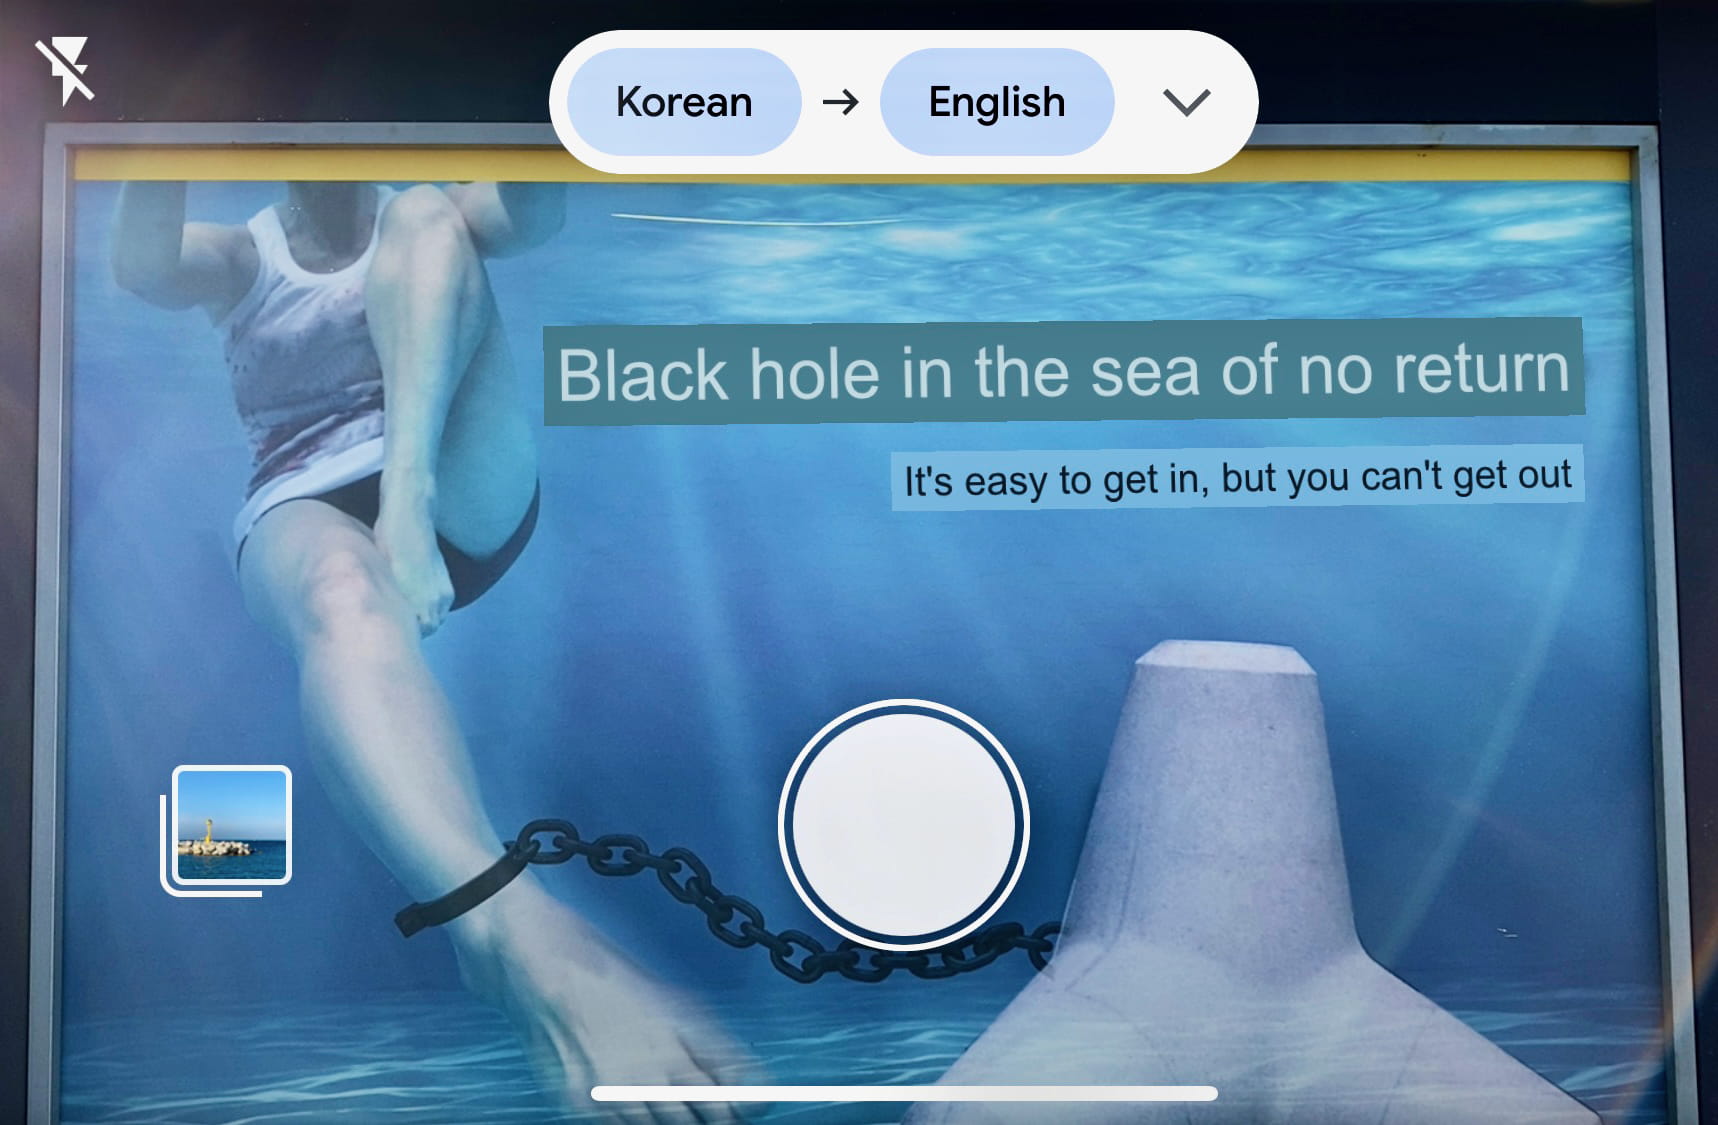 Korean → English
Black hole in the sea of no return
It's easy to get in, but you can't get out